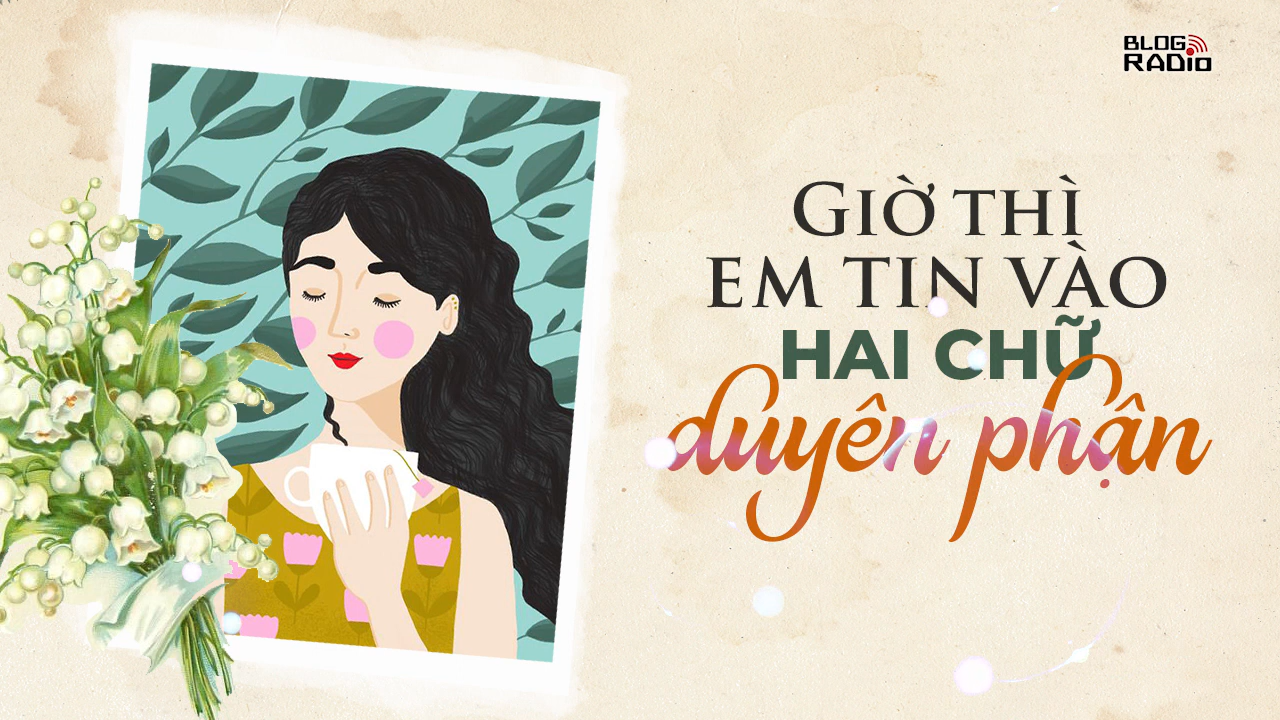 BLOG
RADIO
GIỜ THÌ
EM TIN VÀO
HAI CHỮ
duyên phận